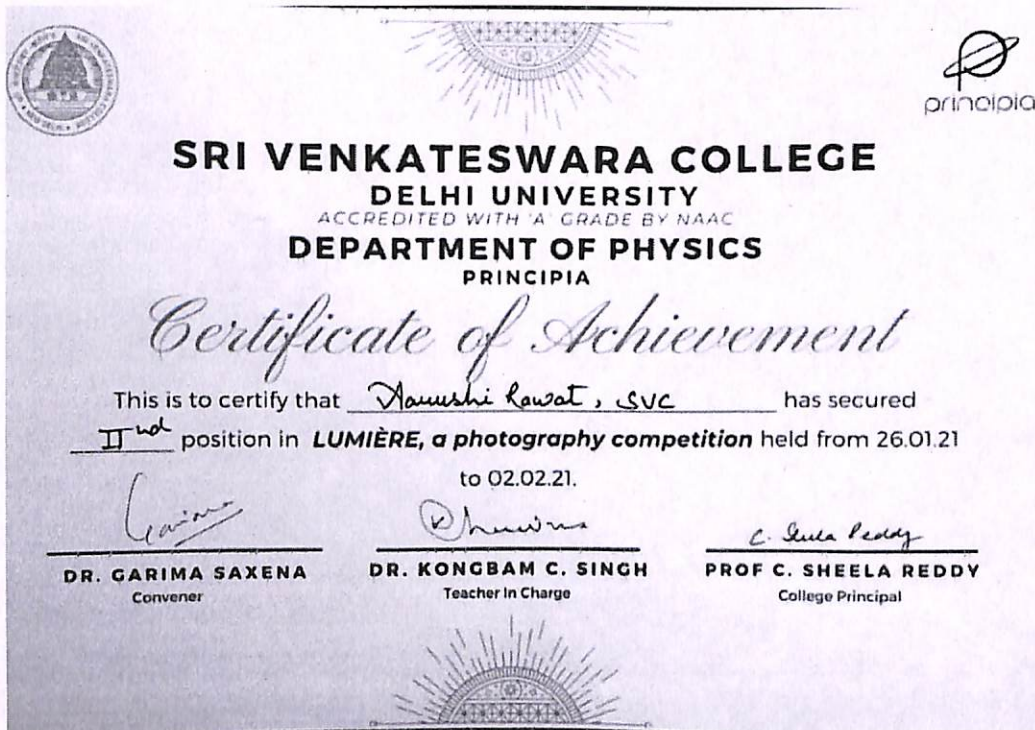 principia
SRI VENKATESWARA COLLEGE
DELHI UNIVERSITY
ACCREDITED WITH 'A' GRADE BY NAAC
DEPARTMENT OF PHYSICS
PRINCIPIA
Certificate of Achievement
This is to certify that Rawat, SVC has secured
IInd position in LUMIÈRE, a photography competition held from 26.01.21
to 02.02.21.
Garima
C. Sheela Reddy
DR. GARIMA SAXENA
DR. KONGBAM C. SINGH
PROF C. SHEELA REDDY
Convener
Teacher In Charge
College Principal